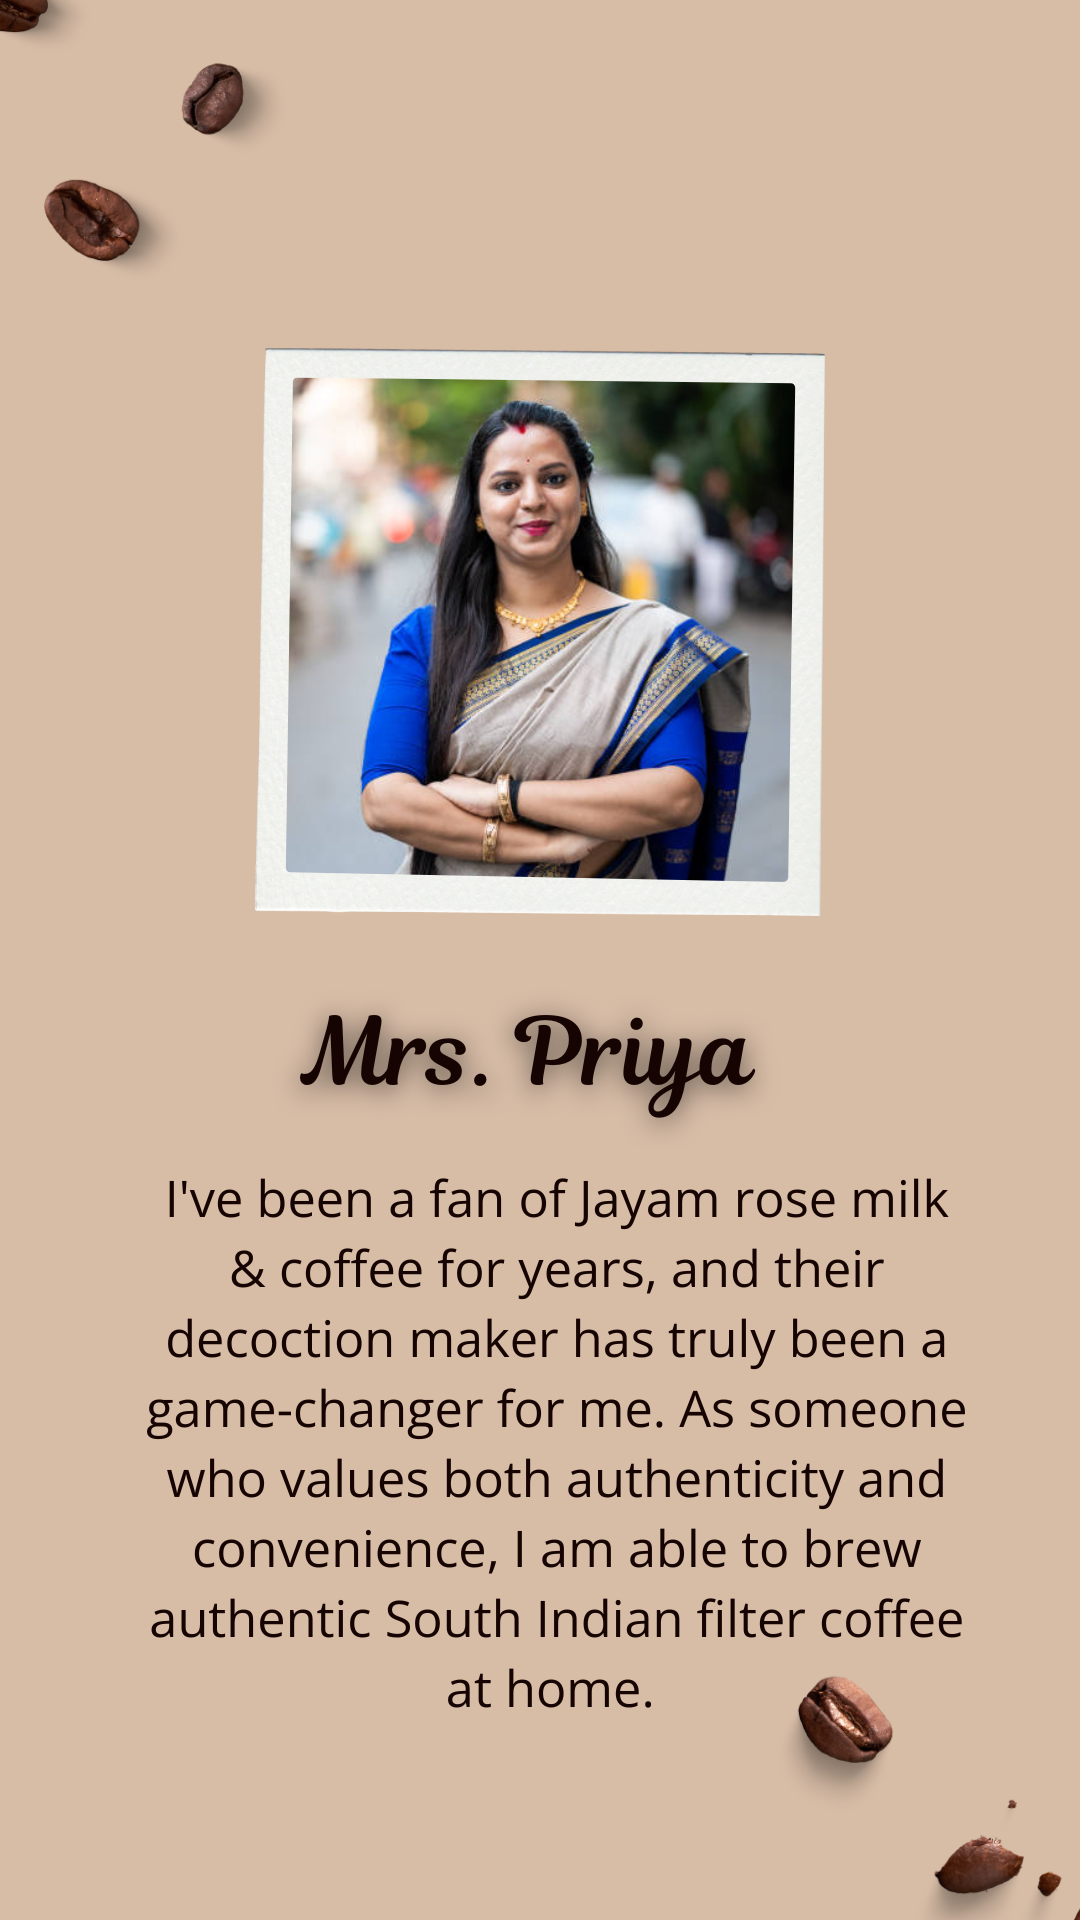 Mrs. Priya
I've been a fan of Jayam rose milk
& coffee for years, and their
decoction maker has truly been a
game-changer for me. As someone
who values both authenticity and
convenience, I am able to brew
authentic South Indian filter coffee
at home.